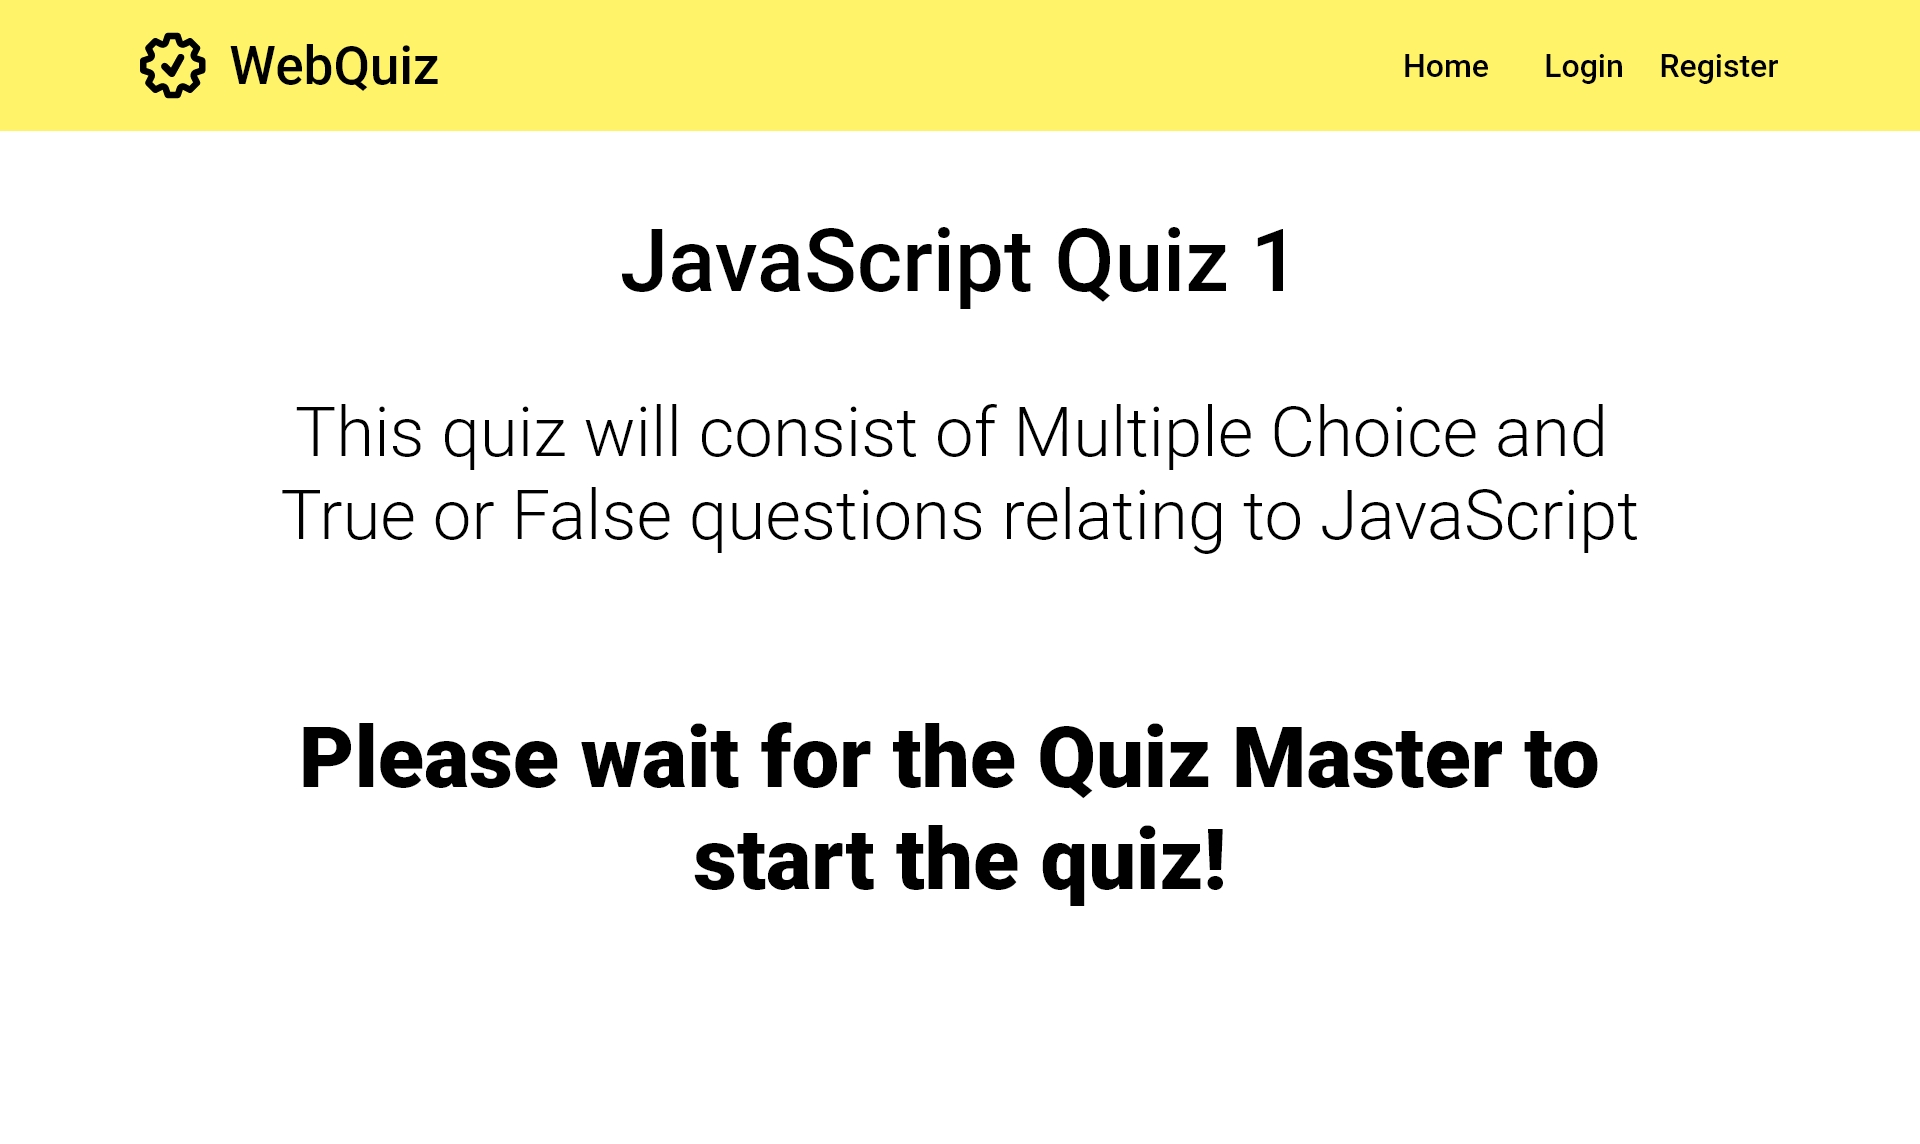 WebQuiz
Home Login Register
JavaScript Quiz 1
This quiz will consist of Multiple Choice and
True or False questions relating to JavaScript
Please wait for the Quiz Master to
start the quiz!